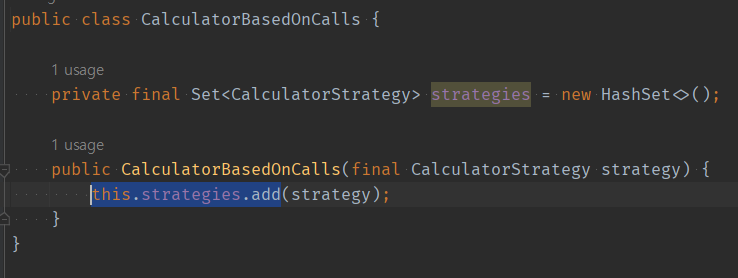 public class CalculatorBasedOnCalls {
1 usage
private final Set<CalculatorStrategy> strategies = new HashSet<>();
1 usage
public CalculatorBasedOnCalls(final CalculatorStrategy strategy) {
this.strategies.add(strategy);
}
}